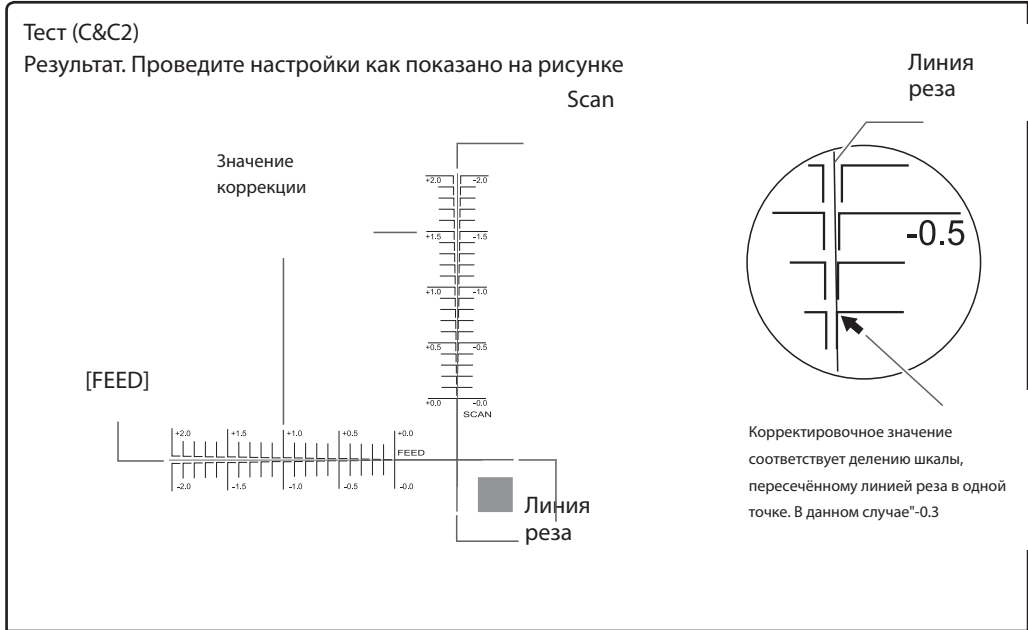 Тест (C&C2)
Результат. Проведите настройки как показано на рисунке
Scan
Линия
реза
Значение
коррекции
+2.0 -2.0
+1.5 -1.5
+1.0 -1.0
+0.5 -0.5
+0.0 -0.0
SCAN
[FEED]
+2.0 +1.5 +1.0 +0.5 +0.0
FEED
-2.0 -1.5 -1.0 -0.5 -0.0
Линия
реза
-0.5
Корректировочное значение
соответствует делению шкалы,
пересечённому линией реза в одной
точке. В данном случае"-0.3